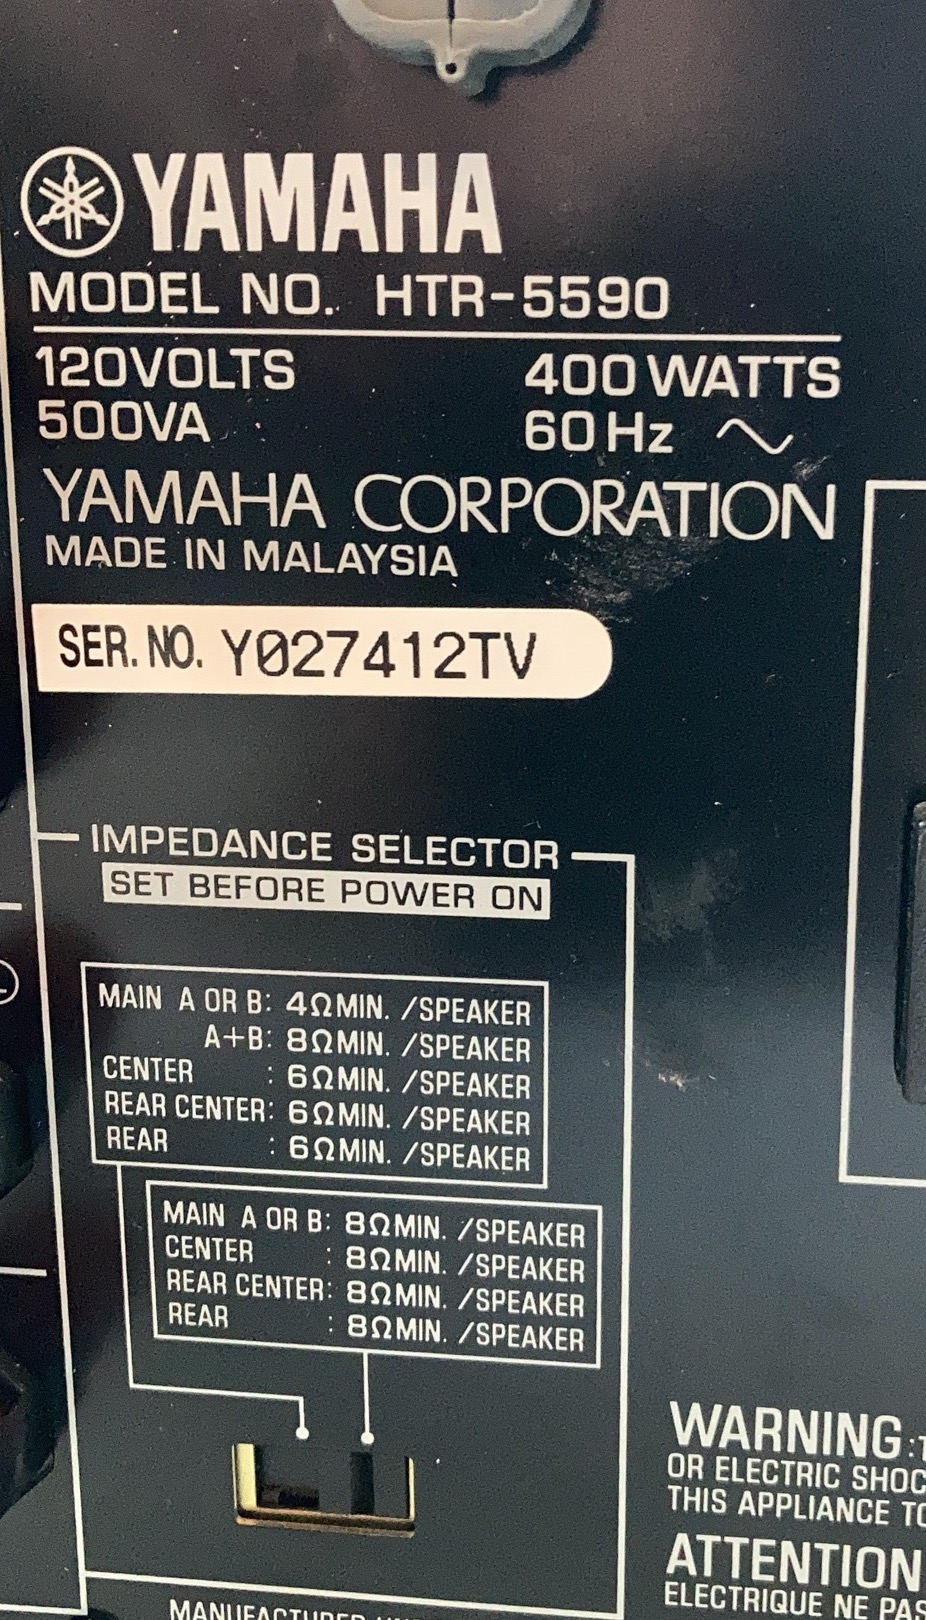 YAMAHA
MODEL NO. HTR-5590
120VOLTS 400 WATTS
500VA 60 Hz
YAMAHA CORPORATION
MADE IN MALAYSIA
SER. NO. Y027412TV
IMPEDANCE SELECTOR
SET BEFORE POWER ON
MAIN A OR B: 4ΩMIN. /SPEAKER
A+B: 8ΩMIN. /SPEAKER
CENTER : 6ΩMIN. /SPEAKER
REAR CENTER: 6ΩMIN. /SPEAKER
REAR : 6ΩMIN. /SPEAKER
MAIN A OR B: 8ΩMIN. /SPEAKER
CENTER : 8ΩMIN. /SPEAKER
REAR CENTER: 8ΩMIN. /SPEAKER
REAR : 8ΩMIN. /SPEAKER
WARNING:
OR ELECTRIC SHOC
THIS APPLIANCE TO
ATTENTION
ELECTRIQUE NE PAS
MANUFACTURED